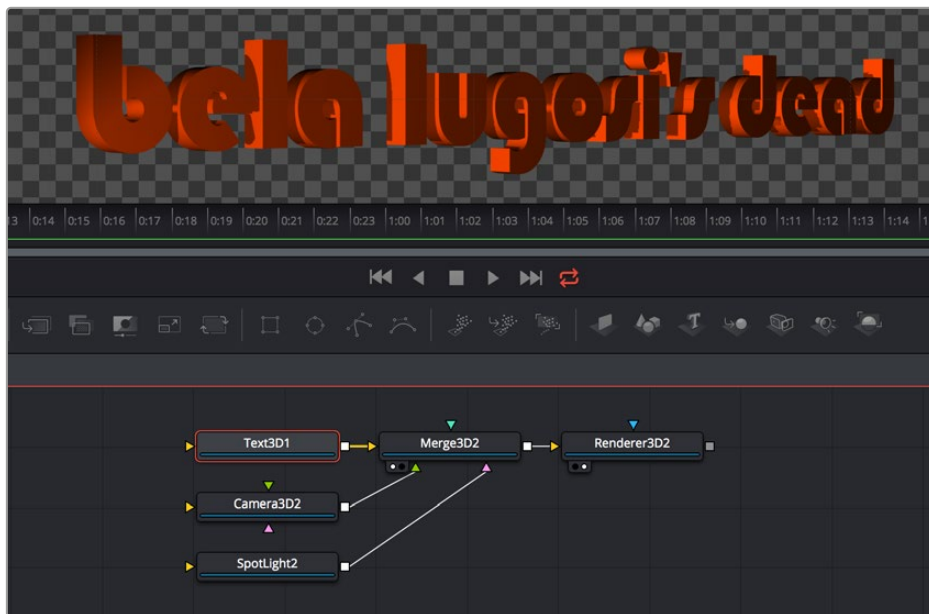 bela lugosi's dead
13 0:14 0:15 0:16 0:17 0:18 0:19 0:20 0:21 0:22 0:23 1:00 1:01 1:02 1:03 1:04 1:05 1:06 1:07 1:08 1:09 1:10 1:11 1:12 1:13 1:14 1
T
Text3D1 Merge3D2 Renderer3D2
Camera3D2
SpotLight2